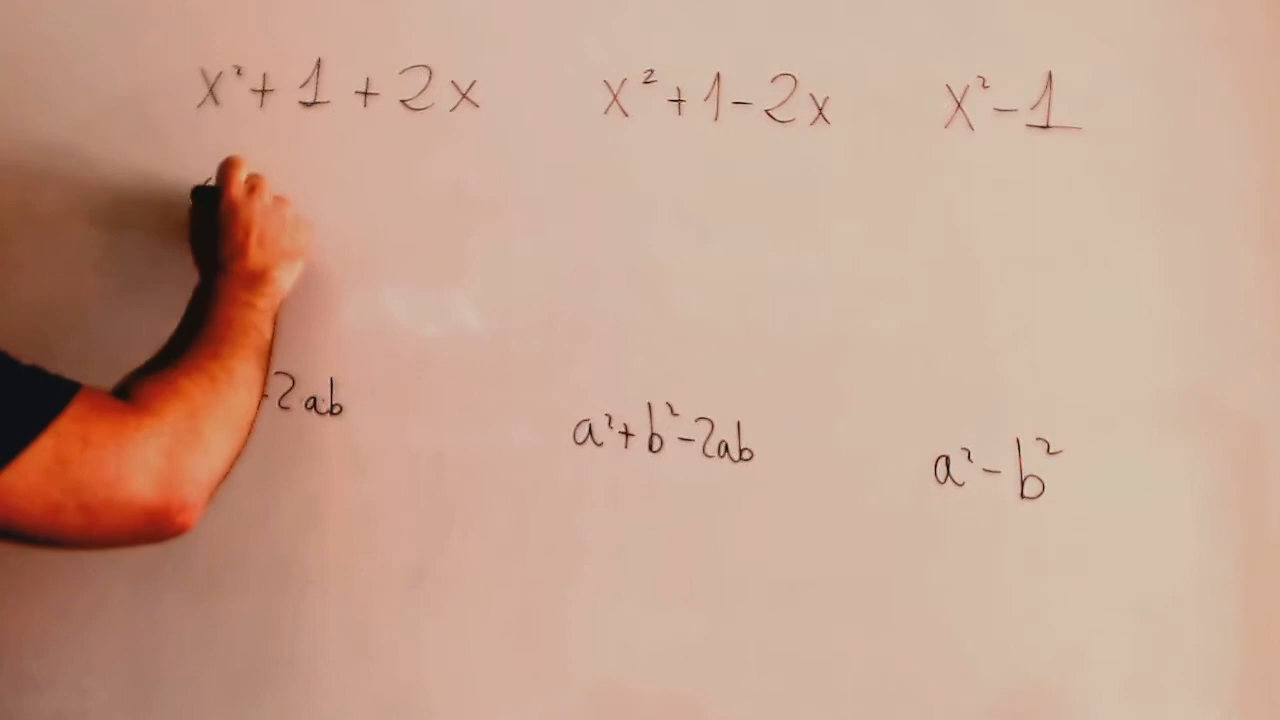 x² + 1 + 2x
x² + 1 - 2x
x² - 1
2ab
a² + b² - 2ab
a² - b²